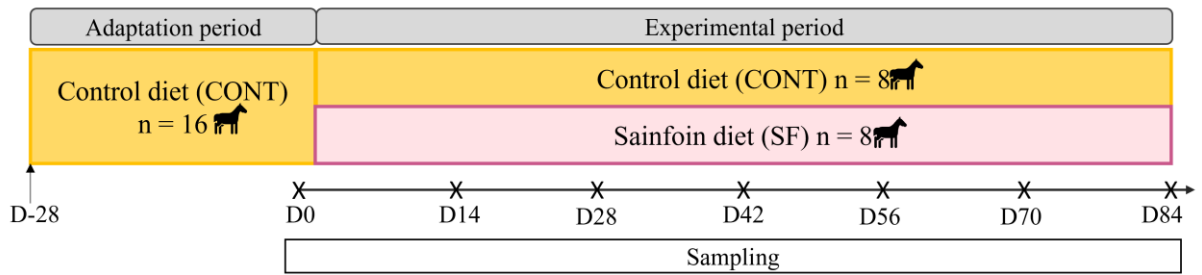 Adaptation period
Experimental period
Control diet (CONT)
n = 16
Control diet (CONT) n = 8
Sainfoin diet (SF) n = 8
X X X X X X X
D-28
D0
D14
D28
D42
D56
D70
D84
Sampling